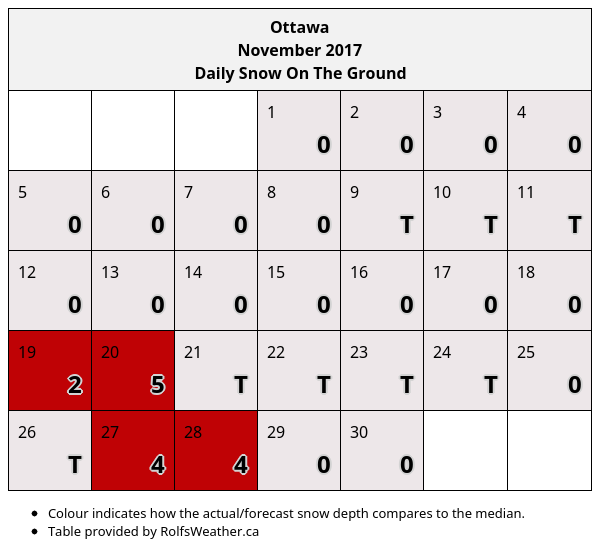 Ottawa
November 2017
Daily Snow On The Ground
1 2 3 4
0 0 0 0
5 6 7 8 9 10 11
0 0 0 0 T T T
12 13 14 15 16 17 18
0 0 0 0 0 0 0
19 20 21 22 23 24 25
2 5 T T T T 0
26 27 28 29 30
T 4 4 0 0
• Colour indicates how the actual/forecast snow depth compares to the median.
• Table provided by RolfsWeather.ca